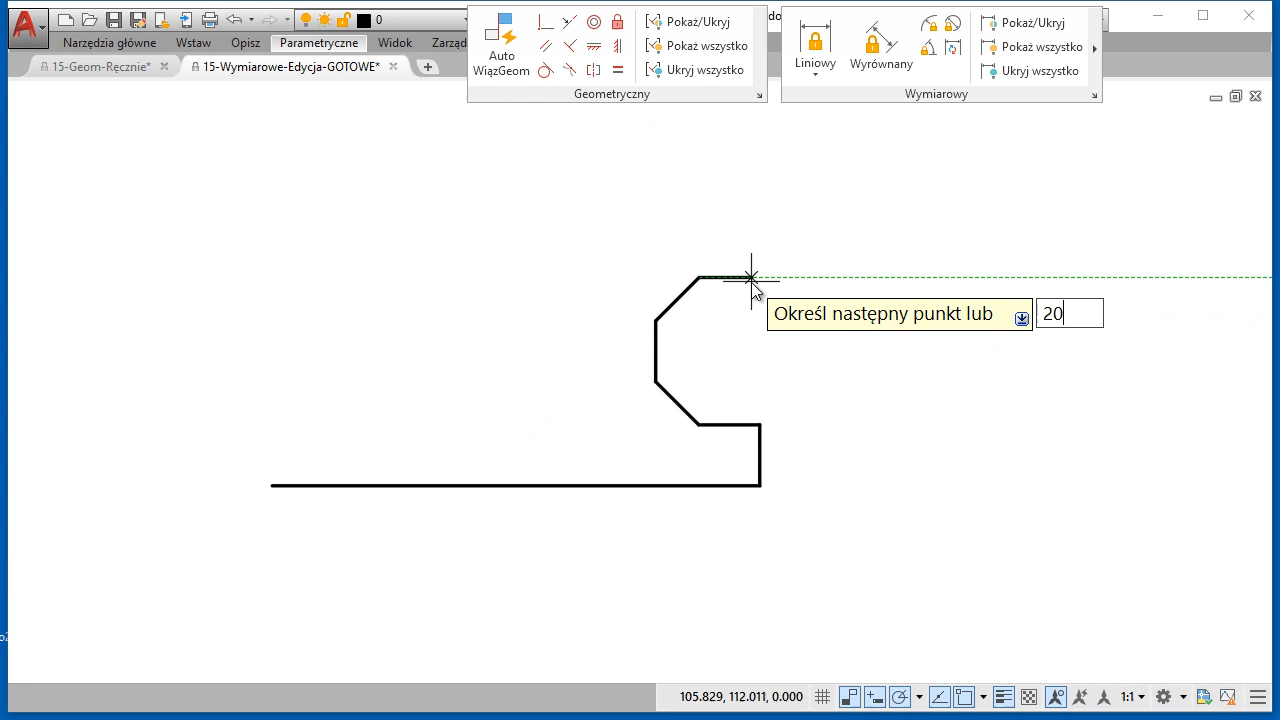 0
do
Narzędzia główne
Wstaw
Opisz
Parametryczne
Widok
Zarząd
Auto
WiązGeom
Pokaż/Ukryj
Pokaż wszystko
Ukryj wszystko
Geometryczny
Liniowy
Wyrównany
Pokaż/Ukryj
Pokaż wszystko
Ukryj wszystko
Wymiarowy
15-Geom-Ręcznie*
15-Wymiarowe-Edycja-GOTOWE*
Określ następny punkt lub
20
105.829, 112.011, 0.000
1:1